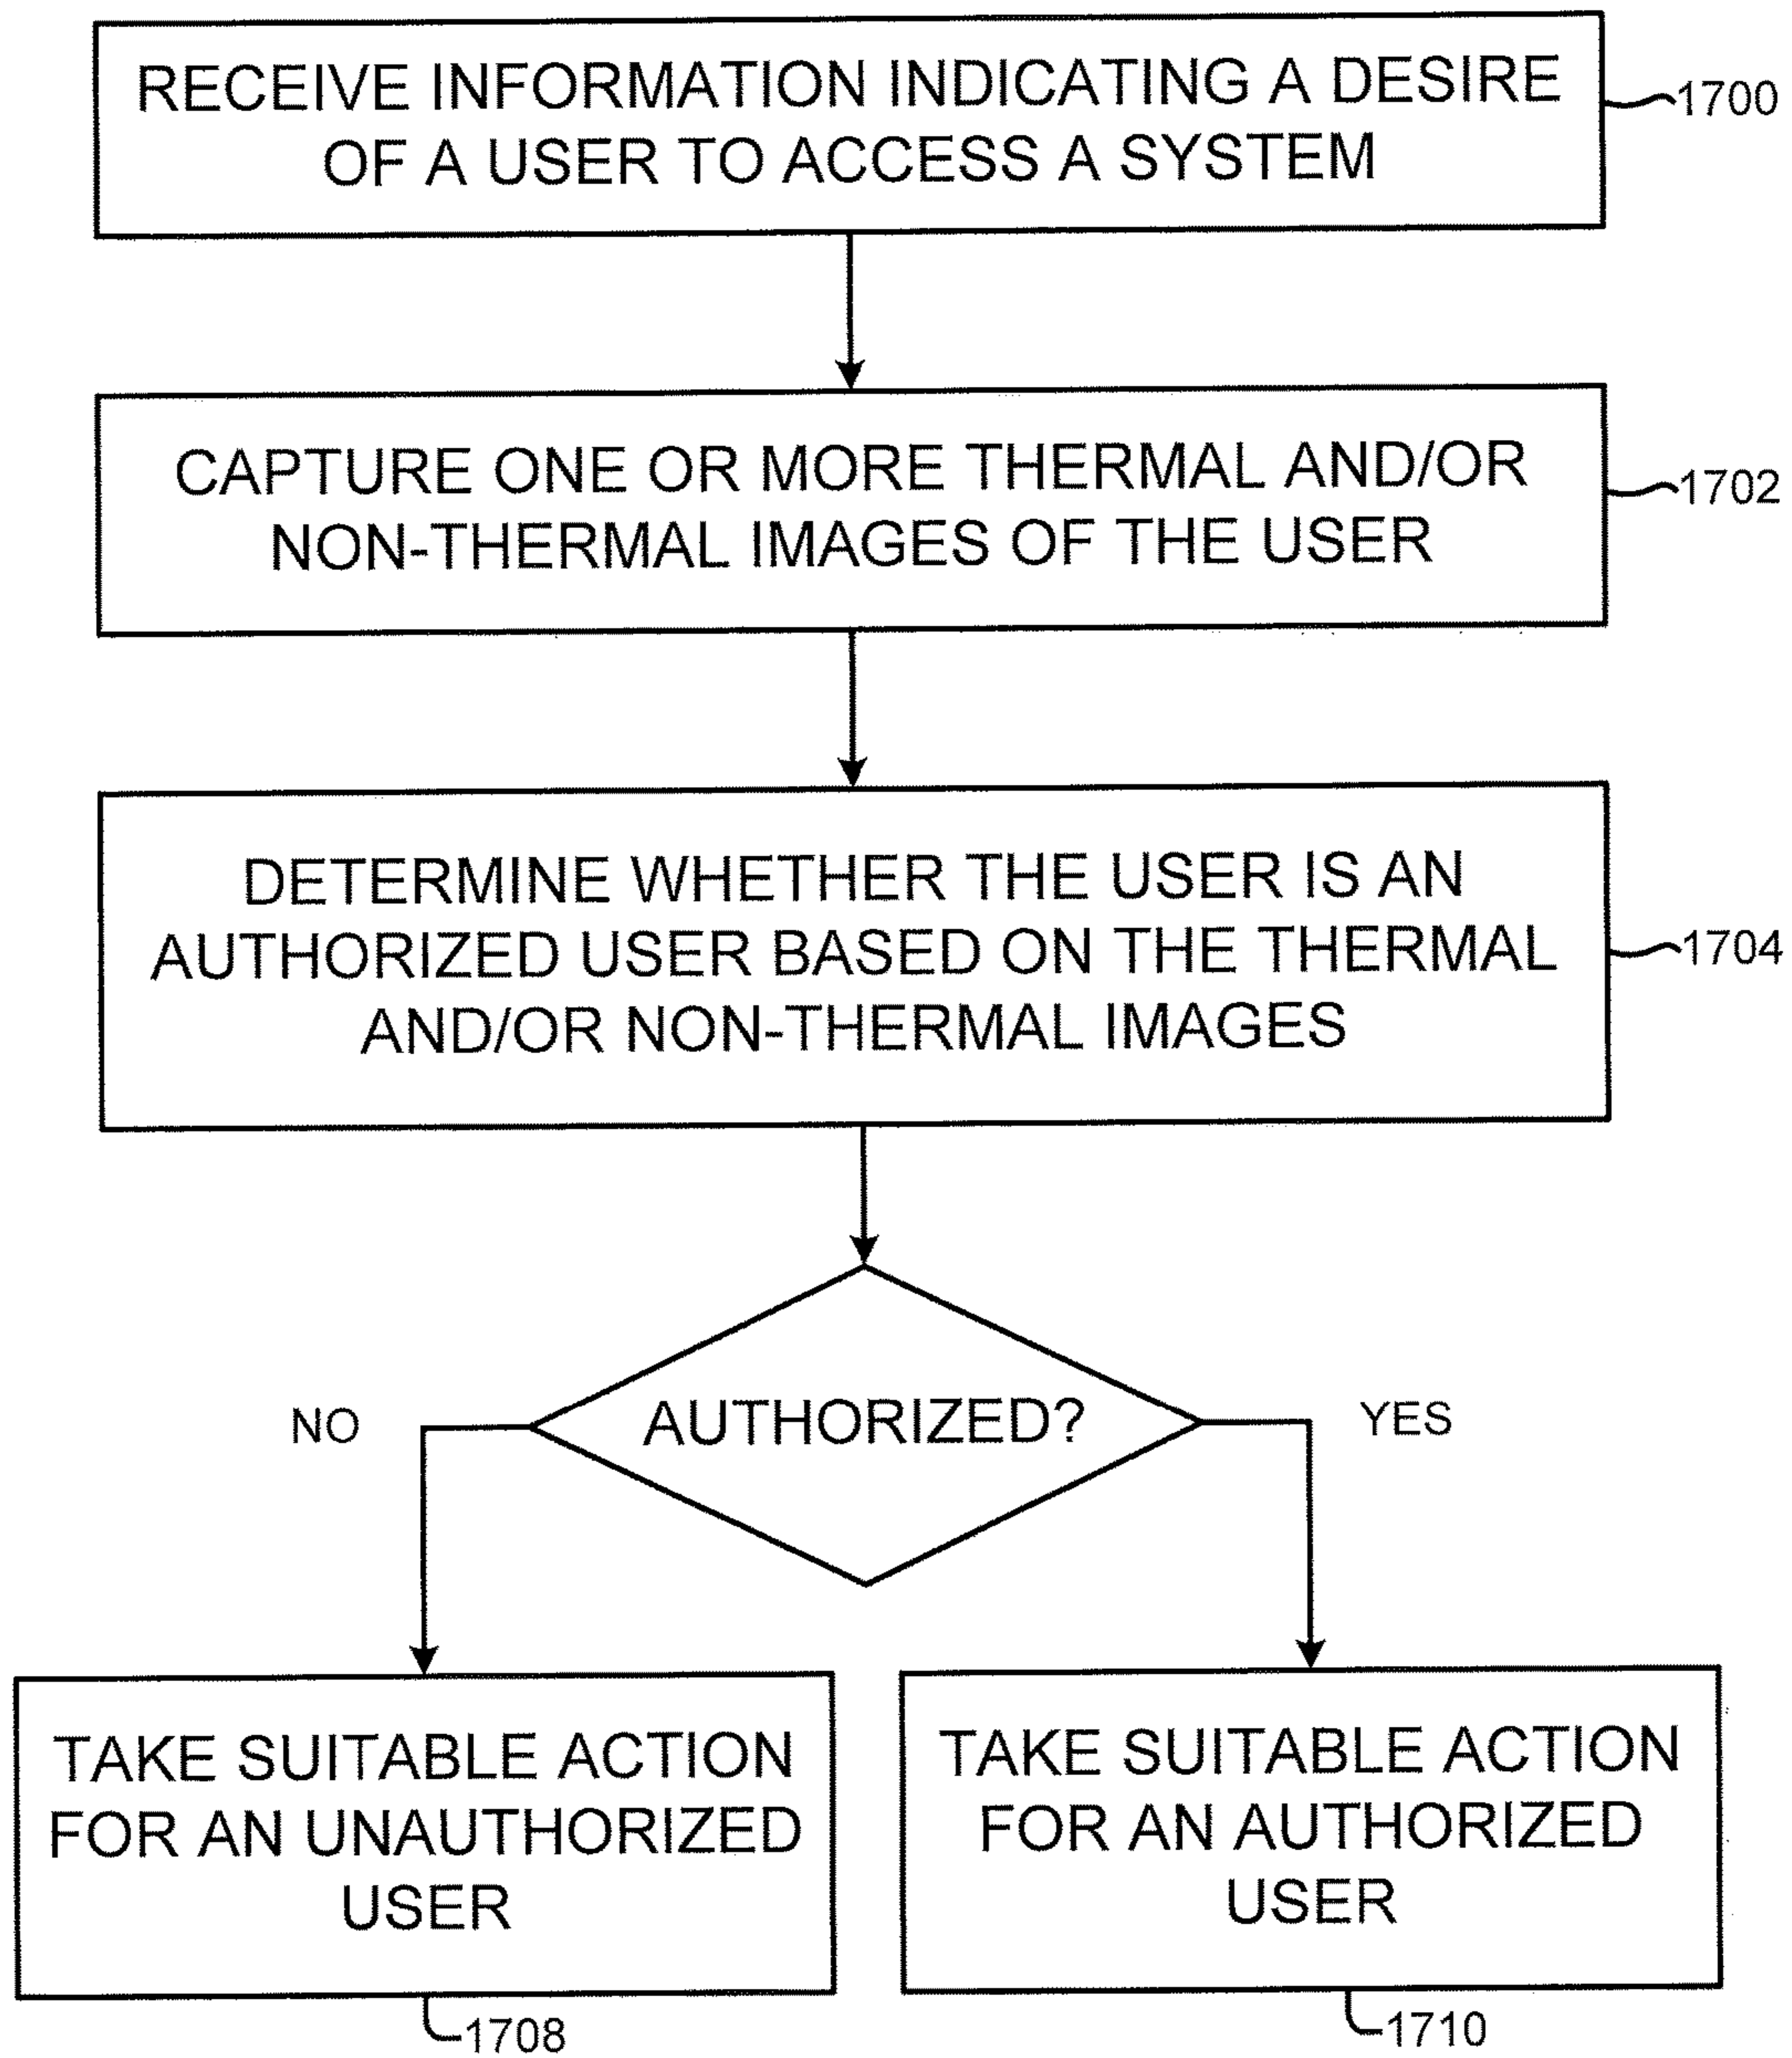 RECEIVE INFORMATION INDICATING A DESIRE
OF A USER TO ACCESS A SYSTEM
1700
CAPTURE ONE OR MORE THERMAL AND/OR
NON-THERMAL IMAGES OF THE USER
1702
DETERMINE WHETHER THE USER IS AN
AUTHORIZED USER BASED ON THE THERMAL
AND/OR NON-THERMAL IMAGES
1704
AUTHORIZED?
NO
YES
TAKE SUITABLE ACTION
FOR AN UNAUTHORIZED
USER
1708
TAKE SUITABLE ACTION
FOR AN AUTHORIZED
USER
1710